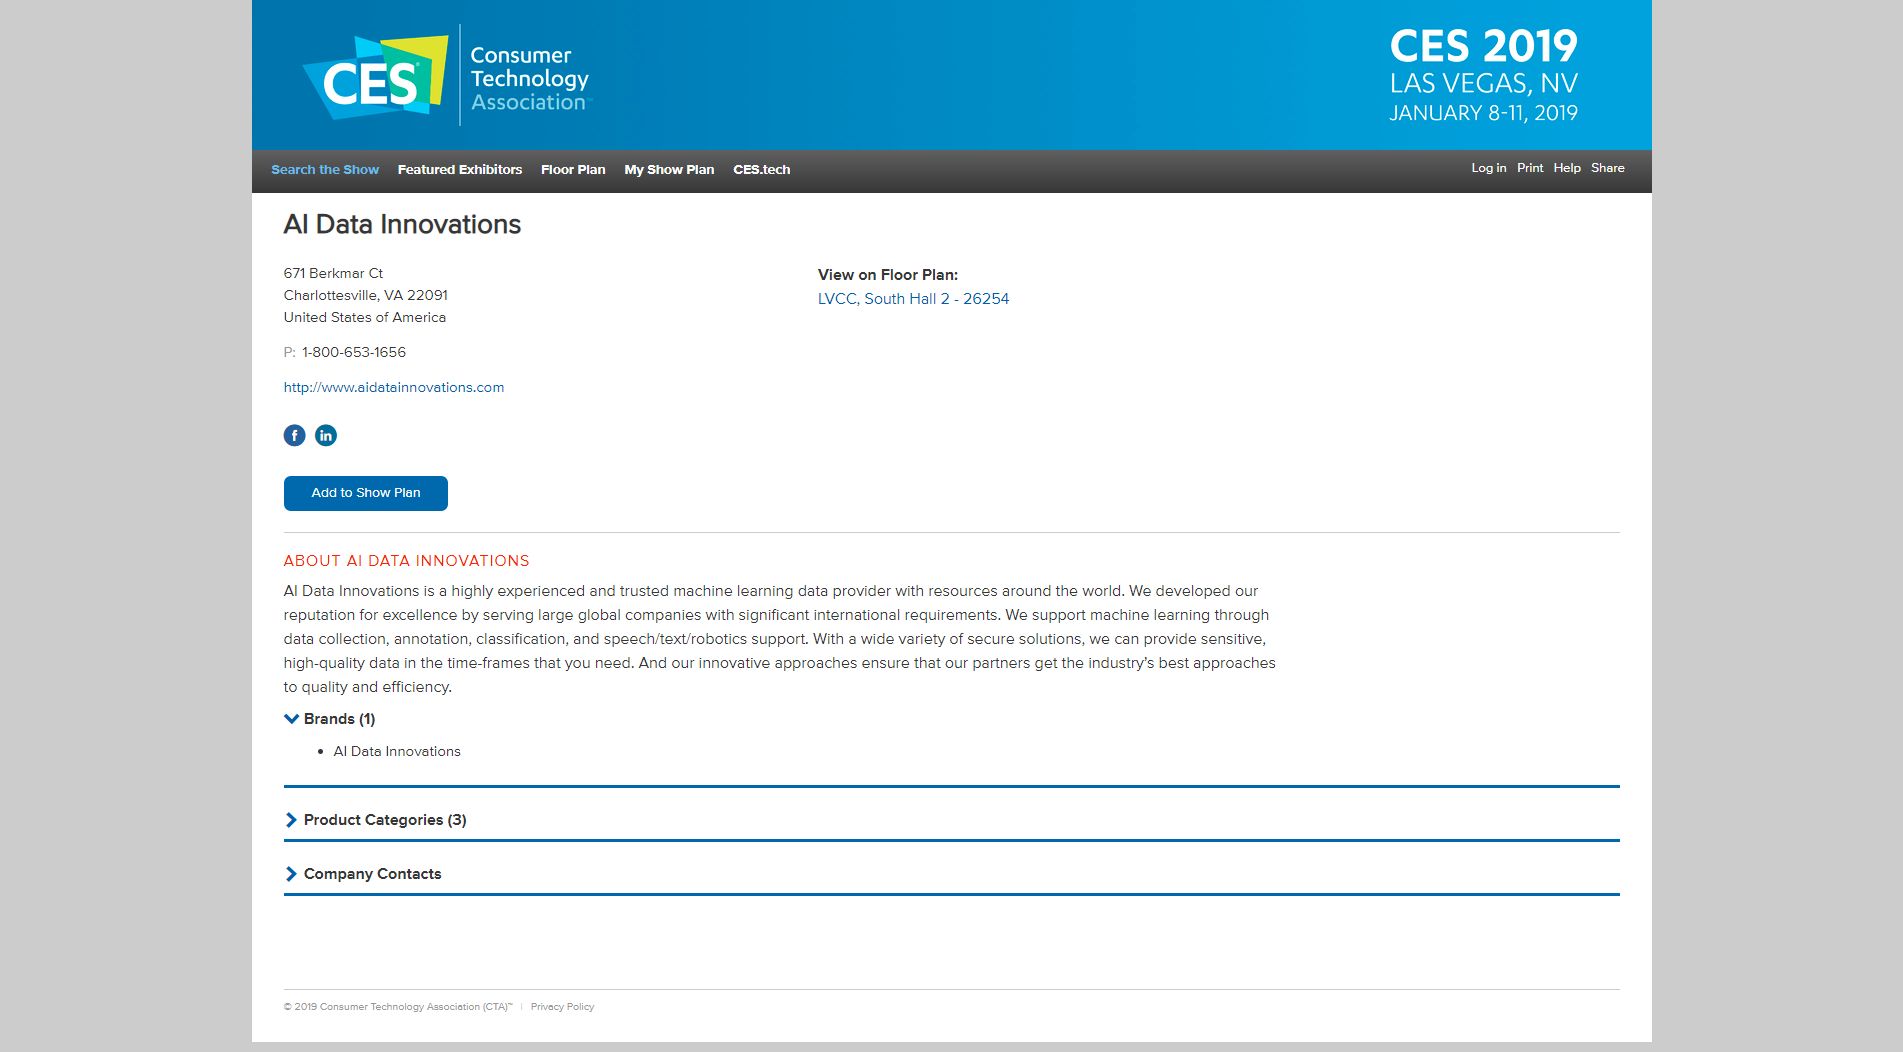 CES
Consumer
Technology
Association™
CES 2019
LAS VEGAS, NV
JANUARY 8-11, 2019
Search the Show Featured Exhibitors Floor Plan My Show Plan CES.tech
Log in Print Help Share
AI Data Innovations
671 Berkmar Ct
Charlottesville, VA 22091
United States of America
P: 1-800-653-1656
http://www.aidatainnovations.com
f in
Add to Show Plan
View on Floor Plan:
LVCC, South Hall 2 - 26254
ABOUT AI DATA INNOVATIONS
AI Data Innovations is a highly experienced and trusted machine learning data provider with resources around the world. We developed our
reputation for excellence by serving large global companies with significant international requirements. We support machine learning through
data collection, annotation, classification, and speech/text/robotics support. With a wide variety of secure solutions, we can provide sensitive,
high-quality data in the time-frames that you need. And our innovative approaches ensure that our partners get the industry’s best approaches
to quality and efficiency.
Brands (1)
• AI Data Innovations
Product Categories (3)
Company Contacts
© 2019 Consumer Technology Association (CTA)™ | Privacy Policy